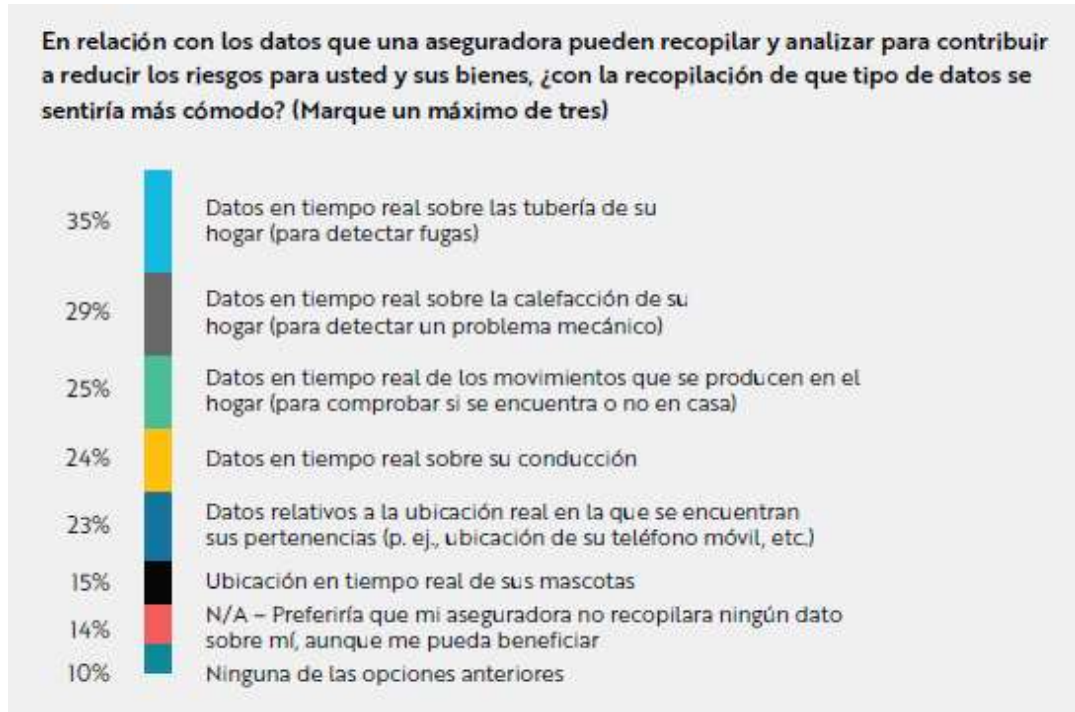 En relación con los datos que una aseguradora pueden recopilar y analizar para contribuir
a reducir los riesgos para usted y sus bienes, ¿con la recopilación de que tipo de datos se
sentiría más cómodo? (Marque un máximo de tres)
35%
Datos en tiempo real sobre las tubería de su
hogar (para detectar fugas)
29%
Datos en tiempo real sobre la calefacción de su
hogar (para detectar un problema mecánico)
25%
Datos en tiempo real de los movimientos que se producen en el
hogar (para comprobar si se encuentra o no en casa)
24%
Datos en tiempo real sobre su conducción
23%
Datos relativos a la ubicación real en la que se encuentran
sus pertenencias (p. ej., ubicación de su teléfono móvil, etc.)
15%
Ubicación en tiempo real de sus mascotas
14%
N/A – Preferiría que mi aseguradora no recopilara ningún dato
sobre mí, aunque me pueda beneficiar
10%
Ninguna de las opciones anteriores